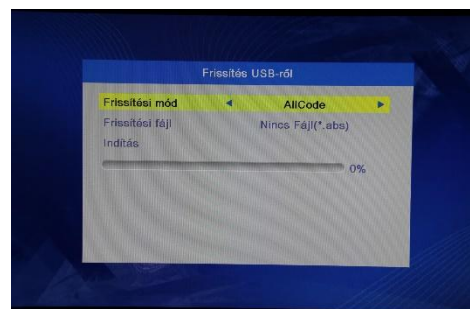 Frissítés USB-ről
Frissítési mód ◄ AllCode ►
Frissítési fájl Nincs Fájl(*.abs)
Indítás
0%